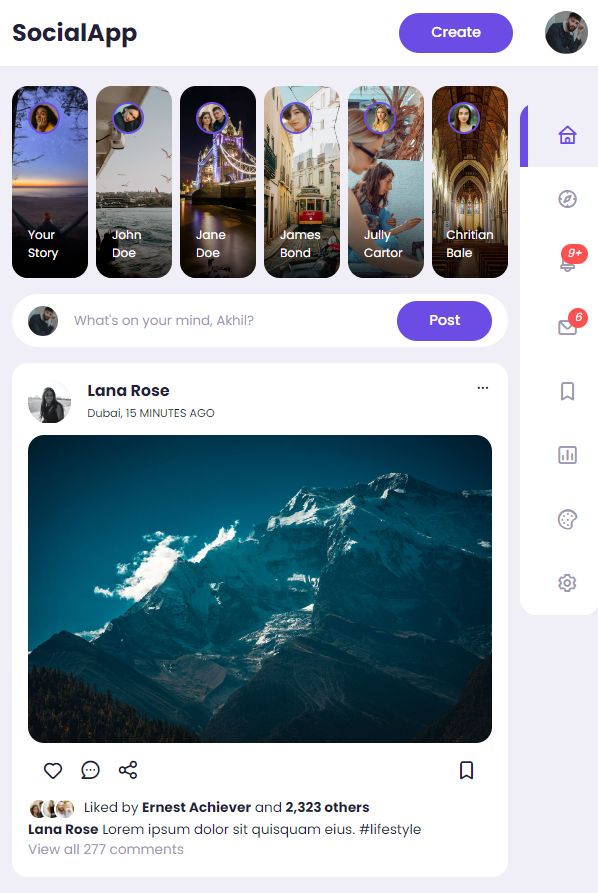 SocialApp
Create
Your
Story
John
Doe
Jane
Doe
James
Bond
Jully
Cartor
Chritian
Bale
9+
6
What's on your mind, Akhil?
Post
Lana Rose
Dubai, 15 MINUTES AGO
Liked by Ernest Achiever and 2,323 others
Lana Rose Lorem ipsum dolor sit quisquam eius. #lifestyle
View all 277 comments